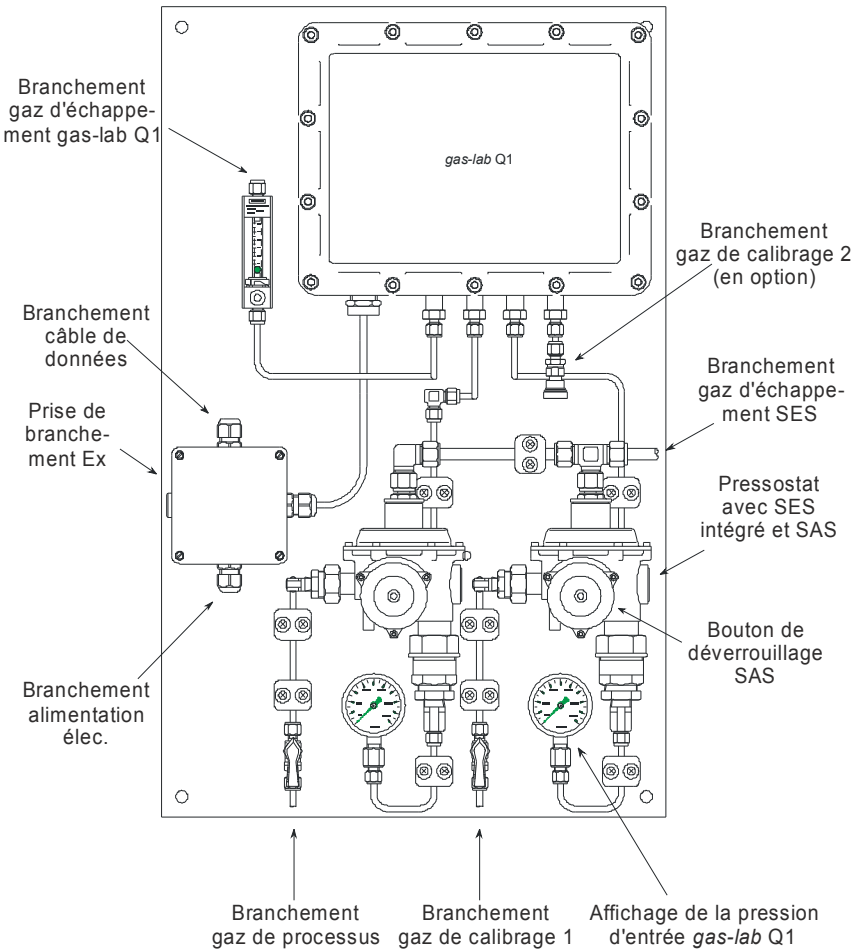 Branchement
gaz d'échappe-
ment gas-lab Q1
gas-lab Q1
Branchement
gaz de calibrage 2
(en option)
Branchement
câble de
données
Branchement
gaz d'échappe-
ment SES
Prise de
branche-
ment Ex
Pressostat
avec SES
intégré et SAS
Bouton de
déverrouillage
SAS
Branchement
alimentation
élec.
Branchement
gaz de processus
Branchement
gaz de calibrage 1
Affichage de la pression
d'entrée gas-lab Q1